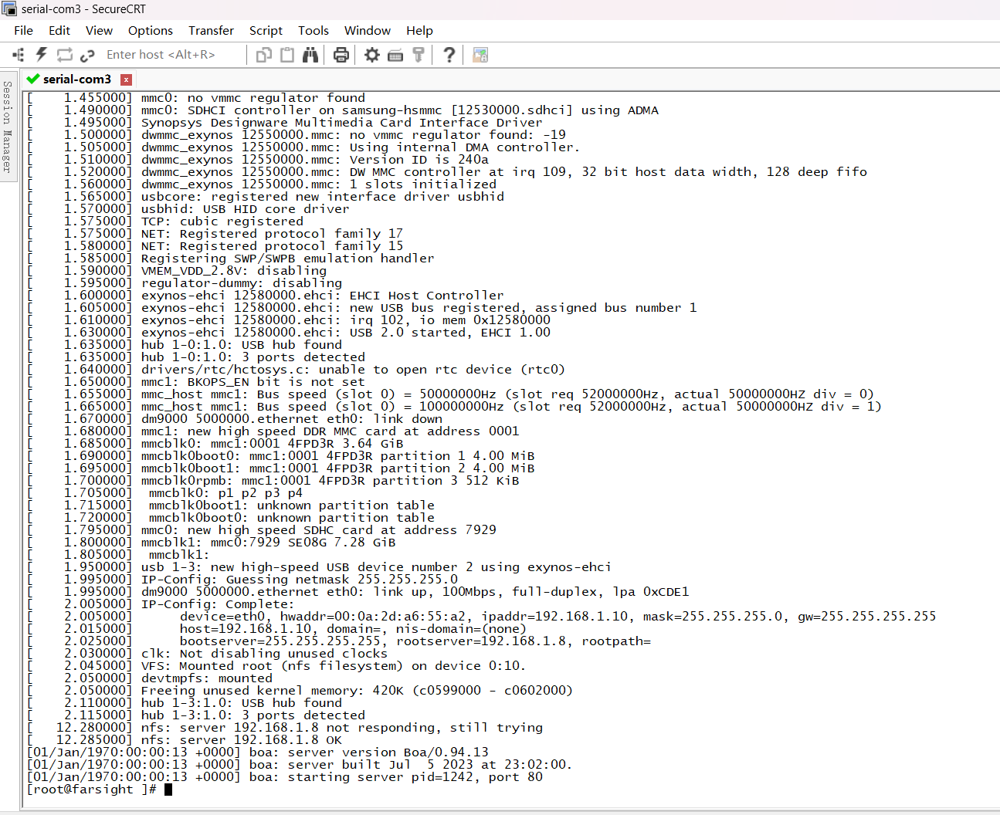 serial-com3 - SecureCRT
File Edit View Options Transfer Script Tools Window Help
Enter host <Alt+R>
serial-com3
Session Manager
[    1.455000] mmc0: no vmmc regulator found
[    1.490000] mmc0: SDHCI controller on samsung-hsmmc [12530000.sdhci] using ADMA
[    1.495000] Synopsys Designware Multimedia Card Interface Driver
[    1.500000] dwmmc_exynos 12550000.mmc: no vmmc regulator found: -19
[    1.505000] dwmmc_exynos 12550000.mmc: Using internal DMA controller.
[    1.510000] dwmmc_exynos 12550000.mmc: Version ID is 240a
[    1.520000] dwmmc_exynos 12550000.mmc: DW MMC controller at irq 109, 32 bit host data width, 128 deep fifo
[    1.560000] dwmmc_exynos 12550000.mmc: 1 slots initialized
[    1.565000] usbcore: registered new interface driver usbhid
[    1.570000] usbhid: USB HID core driver
[    1.575000] TCP: cubic registered
[    1.575000] NET: Registered protocol family 17
[    1.580000] NET: Registered protocol family 15
[    1.585000] Registering SWP/SWPB emulation handler
[    1.590000] VMEM_VDD_2.8V: disabling
[    1.595000] regulator-dummy: disabling
[    1.600000] exynos-ehci 12580000.ehci: EHCI Host Controller
[    1.605000] exynos-ehci 12580000.ehci: new USB bus registered, assigned bus number 1
[    1.610000] exynos-ehci 12580000.ehci: irq 102, io mem 0x12580000
[    1.630000] exynos-ehci 12580000.ehci: USB 2.0 started, EHCI 1.00
[    1.635000] hub 1-0:1.0: USB hub found
[    1.635000] hub 1-0:1.0: 3 ports detected
[    1.640000] drivers/rtc/hctosys.c: unable to open rtc device (rtc0)
[    1.650000] mmc1: BKOPS_EN bit is not set
[    1.655000] mmc_host mmc1: Bus speed (slot 0) = 50000000Hz (slot req 52000000Hz, actual 50000000HZ div = 0)
[    1.665000] mmc_host mmc1: Bus speed (slot 0) = 100000000Hz (slot req 52000000Hz, actual 50000000HZ div = 1)
[    1.670000] dm9000 5000000.ethernet eth0: link down
[    1.680000] mmc1: new high speed DDR MMC card at address 0001
[    1.685000] mmcblk0: mmc1:0001 4FPD3R 3.64 GiB
[    1.690000] mmcblk0boot0: mmc1:0001 4FPD3R partition 1 4.00 MiB
[    1.695000] mmcblk0boot1: mmc1:0001 4FPD3R partition 2 4.00 MiB
[    1.700000] mmcblk0rpmb: mmc1:0001 4FPD3R partition 3 512 KiB
[    1.705000]  mmcblk0: p1 p2 p3 p4
[    1.715000]  mmcblk0boot1: unknown partition table
[    1.720000]  mmcblk0boot0: unknown partition table
[    1.795000] mmc0: new high speed SDHC card at address 7929
[    1.800000] mmcblk1: mmc0:7929 SE08G 7.28 GiB
[    1.805000]  mmcblk1:
[    1.950000] usb 1-3: new high-speed USB device number 2 using exynos-ehci
[    1.995000] IP-Config: Guessing netmask 255.255.255.0
[    1.995000] dm9000 5000000.ethernet eth0: link up, 100Mbps, full-duplex, lpa 0xCDE1
[    2.005000] IP-Config: Complete:
[    2.005000]      device=eth0, hwaddr=00:0a:2d:a6:55:a2, ipaddr=192.168.1.10, mask=255.255.255.0, gw=255.255.255.255
[    2.015000]      host=192.168.1.10, domain=, nis-domain=(none)
[    2.025000]      bootserver=255.255.255.255, rootserver=192.168.1.8, rootpath=
[    2.030000] clk: Not disabling unused clocks
[    2.045000] VFS: Mounted root (nfs filesystem) on device 0:10.
[    2.050000] devtmpfs: mounted
[    2.050000] Freeing unused kernel memory: 420K (c0599000 - c0602000)
[    2.110000] hub 1-3:1.0: USB hub found
[    2.115000] hub 1-3:1.0: 3 ports detected
[   12.280000] nfs: server 192.168.1.8 not responding, still trying
[   12.285000] nfs: server 192.168.1.8 OK
[01/Jan/1970:00:00:13 +0000] boa: server version Boa/0.94.13
[01/Jan/1970:00:00:13 +0000] boa: server built Jul  5 2023 at 23:02:00.
[01/Jan/1970:00:00:13 +0000] boa: starting server pid=1242, port 80
[root@farsight ]#